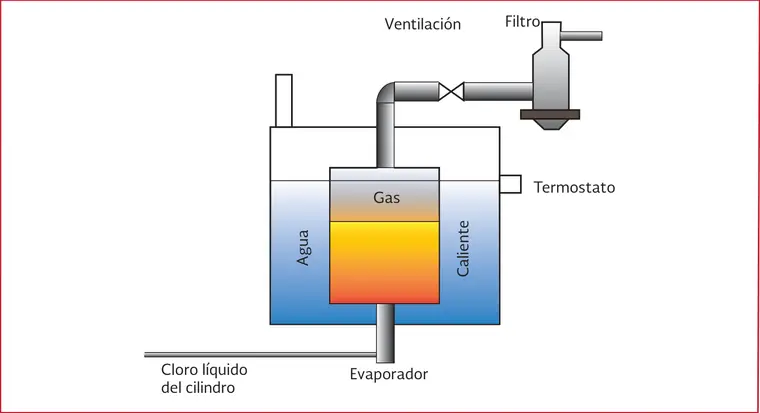 Ventilación
Filtro
Termostato
Gas
Agua
Caliente
Cloro líquido
del cilindro
Evaporador